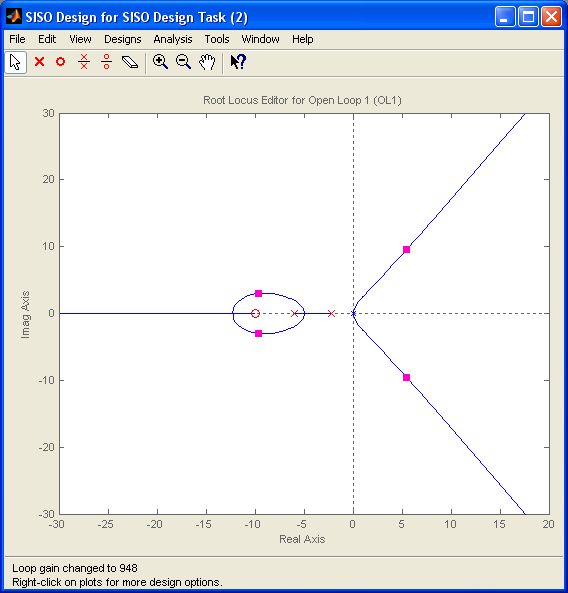 SISO Design for SISO Design Task (2)
File Edit View Designs Analysis Tools Window Help
Root Locus Editor for Open Loop 1 (OL1)
30
20
10
0
-10
-20
-30
Imag Axis
-30 -25 -20 -15 -10 -5 0 5 10 15 20
Real Axis
Loop gain changed to 948
Right-click on plots for more design options.